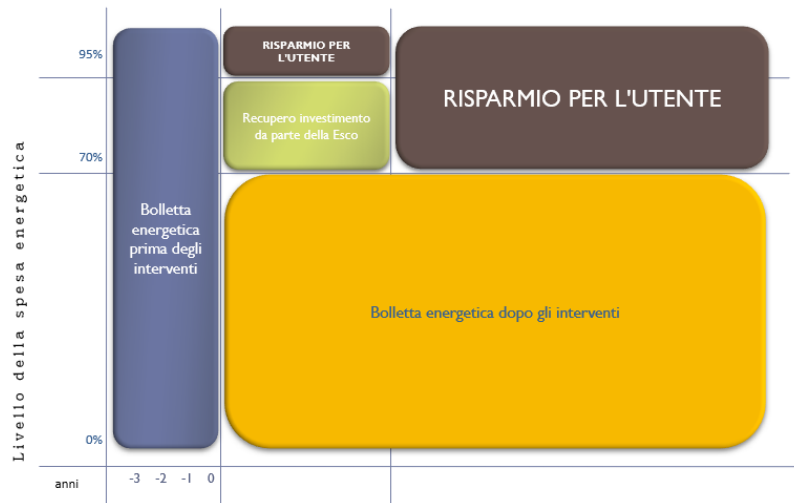 Livello della spesa energetica
95%
70%
0%
Bolletta
energetica
prima degli
interventi
RISPARMIO PER
L'UTENTE
Recupero investimento
da parte della Esco
RISPARMIO PER L'UTENTE
Bolletta energetica dopo gli interventi
anni
-3 -2 -1 0